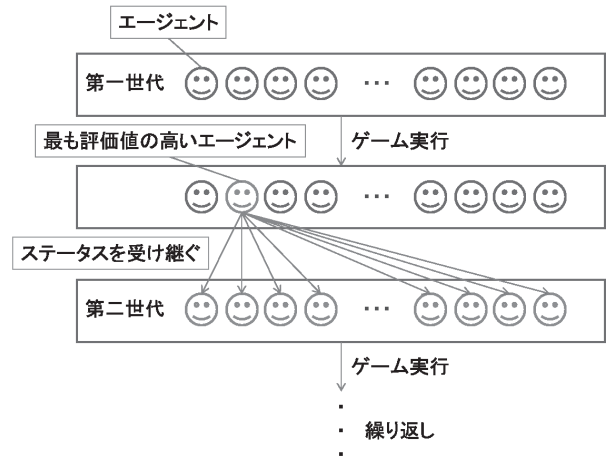 エージェント
第一世代
…
ゲーム実行
最も評価値の高いエージェント
…
ステータスを受け継ぐ
第二世代
…
ゲーム実行
繰り返し